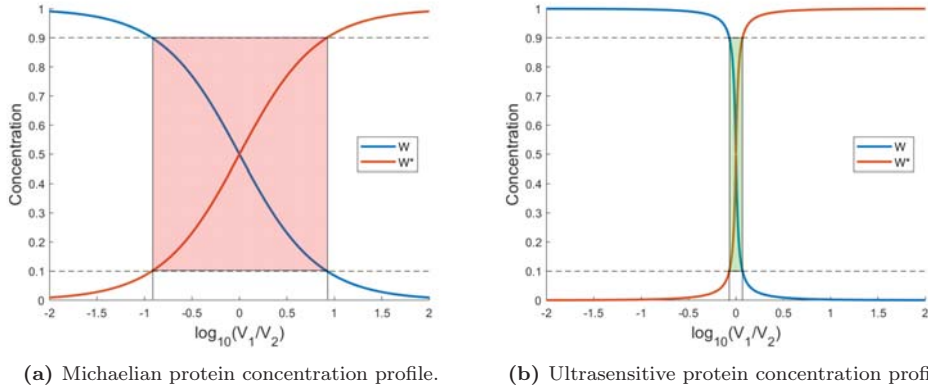 1
0.9
0.8
0.7
0.6
0.5
0.4
0.3
0.2
0.1
0
Concentration
W
W*
-2 -1.5 -1 -0.5 0 0.5 1 1.5 2
log10(V1/V2)
(a) Michaelian protein concentration profile.
1
0.9
0.8
0.7
0.6
0.5
0.4
0.3
0.2
0.1
0
Concentration
W
W*
-2 -1.5 -1 -0.5 0 0.5 1 1.5 2
log10(V1/V2)
(b) Ultrasensitive protein concentration profi